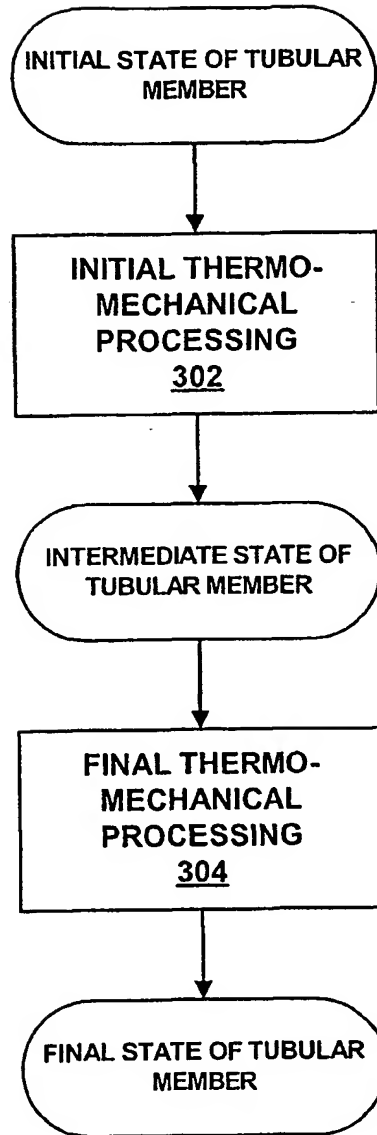 INITIAL STATE OF TUBULAR
MEMBER
INITIAL THERMO-
MECHANICAL
PROCESSING
302
INTERMEDIATE STATE OF
TUBULAR MEMBER
FINAL THERMO-
MECHANICAL
PROCESSING
304
FINAL STATE OF TUBULAR
MEMBER